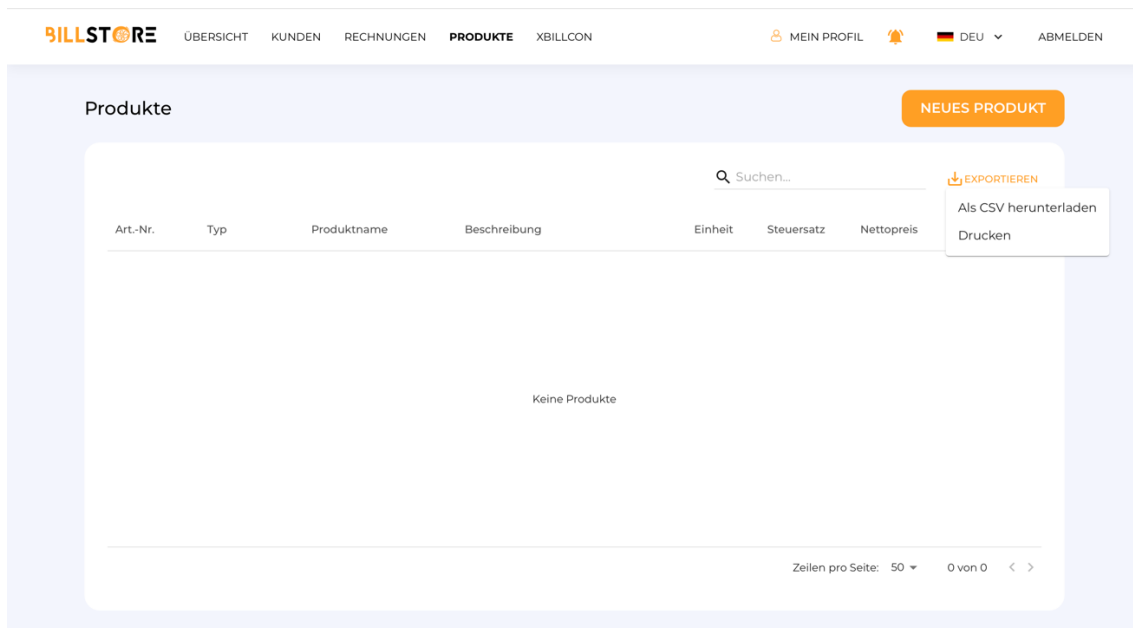 BILLSTORE ÜBERSICHT KUNDEN RECHNUNGEN PRODUKTE XBILLCON MEIN PROFIL DEU ABMELDEN
Produkte NEUES PRODUKT
Suchen... EXPORTIEREN
Als CSV herunterladen
Art.-Nr. Typ Produktname Beschreibung Einheit Steuersatz Nettopreis
Drucken
Keine Produkte
Zeilen pro Seite: 50 0 von 0